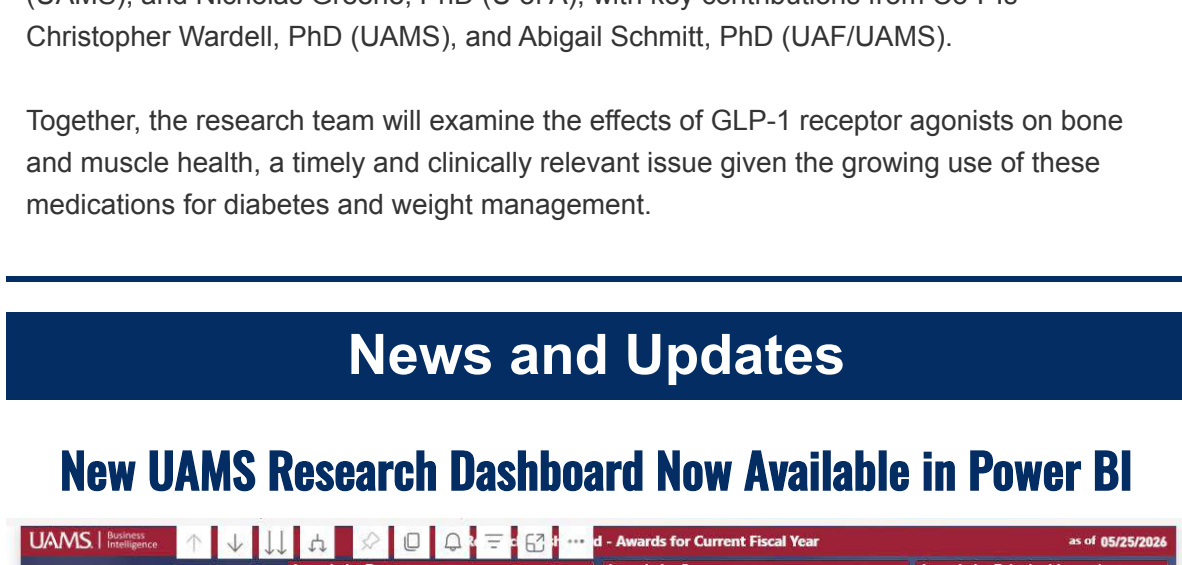 Christopher Wardell, PhD (UAMS), and Abigail Schmitt, PhD (UAF/UAMS).
Together, the research team will examine the effects of GLP-1 receptor agonists on bone
and muscle health, a timely and clinically relevant issue given the growing use of these
medications for diabetes and weight management.
News and Updates
New UAMS Research Dashboard Now Available in Power BI
UAMS | Business Intelligence
- Awards for Current Fiscal Year
as of 05/25/2026